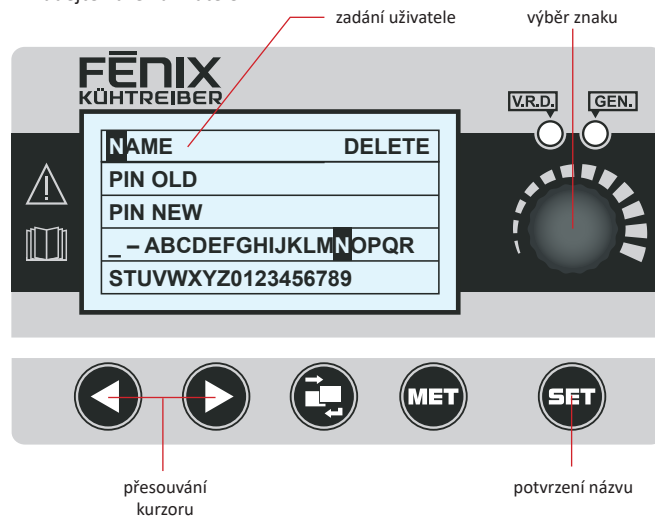 zadání uživatele
výběr znaku
FĒNIX
KÜHTREIBER
V.R.D.
GEN.
NAME DELETE
PIN OLD
PIN NEW
_ – ABCDEFGHIJKLMNOPQR
STUVWXYZ0123456789
MET
SET
přesouvání
kurzoru
potvrzení názvu